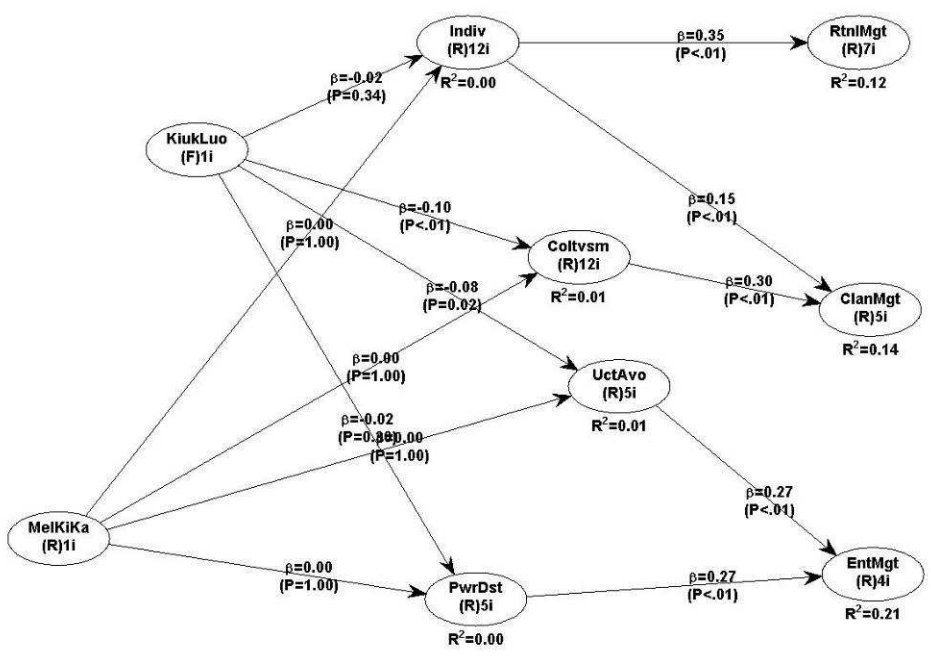 Indiv
(R)12i
R²=0.00
β=0.35
(P<.01)
RtnlMgt
(R)7i
R²=0.12
β=-0.02
(P=0.34)
KiukLuo
(F)1i
β=0.15
(P<.01)
β=-0.10
(P<.01)
β=0.00
(P=1.00)
Coltvsm
(R)12i
R²=0.01
β=0.30
(P<.01)
ClanMgt
(R)5i
R²=0.14
β=-0.08
(P=0.02)
β=0.00
(P=1.00)
UctAvo
(R)5i
R²=0.01
β=-0.02
β=0.00
(P=1.00)
β=0.27
(P<.01)
MelKiKa
(R)1i
β=0.00
(P=1.00)
PwrDst
(R)5i
R²=0.00
β=0.27
(P<.01)
EntMgt
(R)4i
R²=0.21